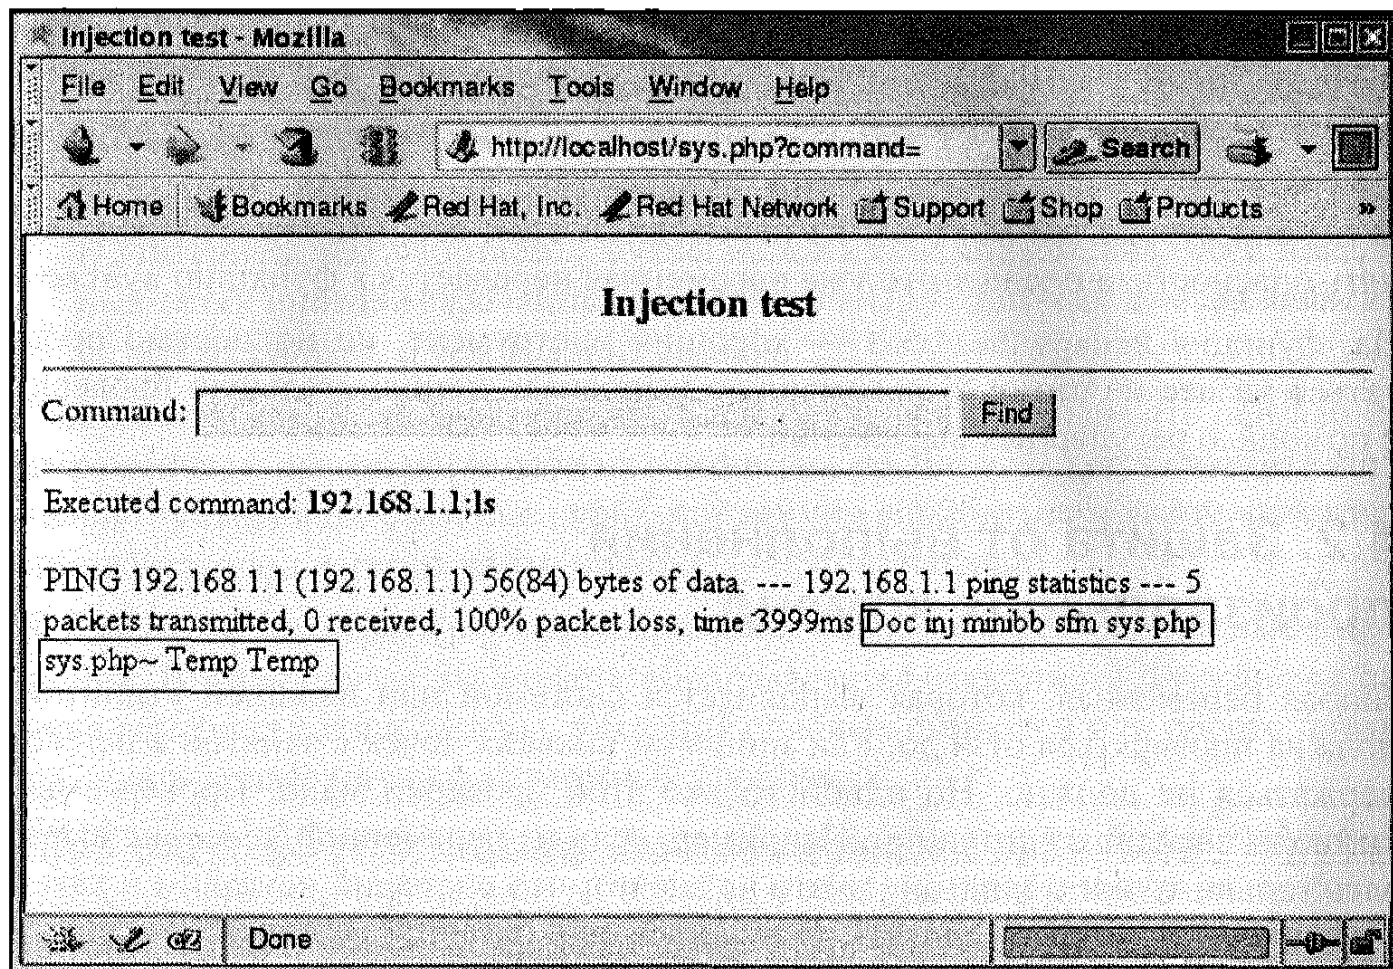 Injection test - Mozilla
File Edit View Go Bookmarks Tools Window Help
http://localhost/sys.php?command= Search
Home Bookmarks Red Hat, Inc. Red Hat Network Support Shop Products »
Injection test
Command: Find
Executed command: 192.168.1.1;ls
PING 192.168.1.1 (192.168.1.1) 56(84) bytes of data. --- 192.168.1.1 ping statistics --- 5
packets transmitted, 0 received, 100% packet loss, time 3999ms Doc inj minibb sfm sys.php
sys.php~ Temp Temp
Done